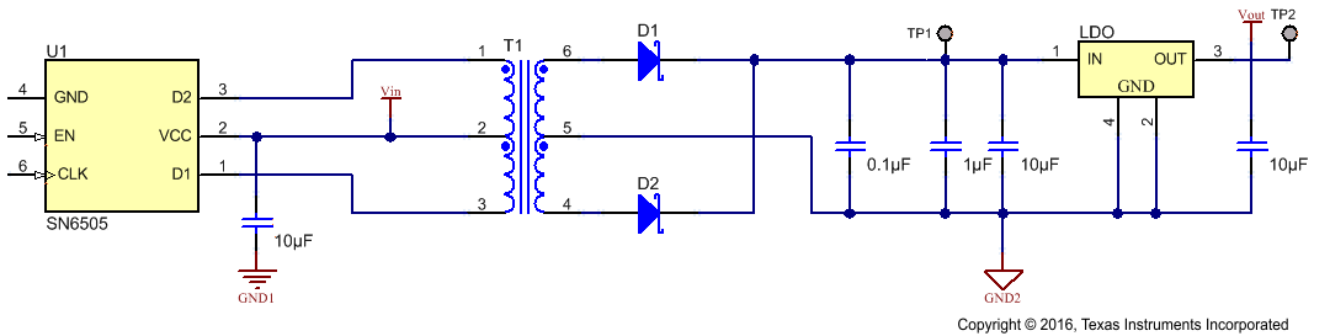 U1
4
GND
D2
3
5
EN
VCC
2
6
CLK
D1
1
SN6505
10µF
GND1
Vin
1
T1
6
2
5
3
4
D1
D2
TP1
0.1µF
1µF
10µF
GND2
1
LDO
IN
OUT
GND
3
4
2
Vout
TP2
10µF
Copyright © 2016, Texas Instruments Incorporated